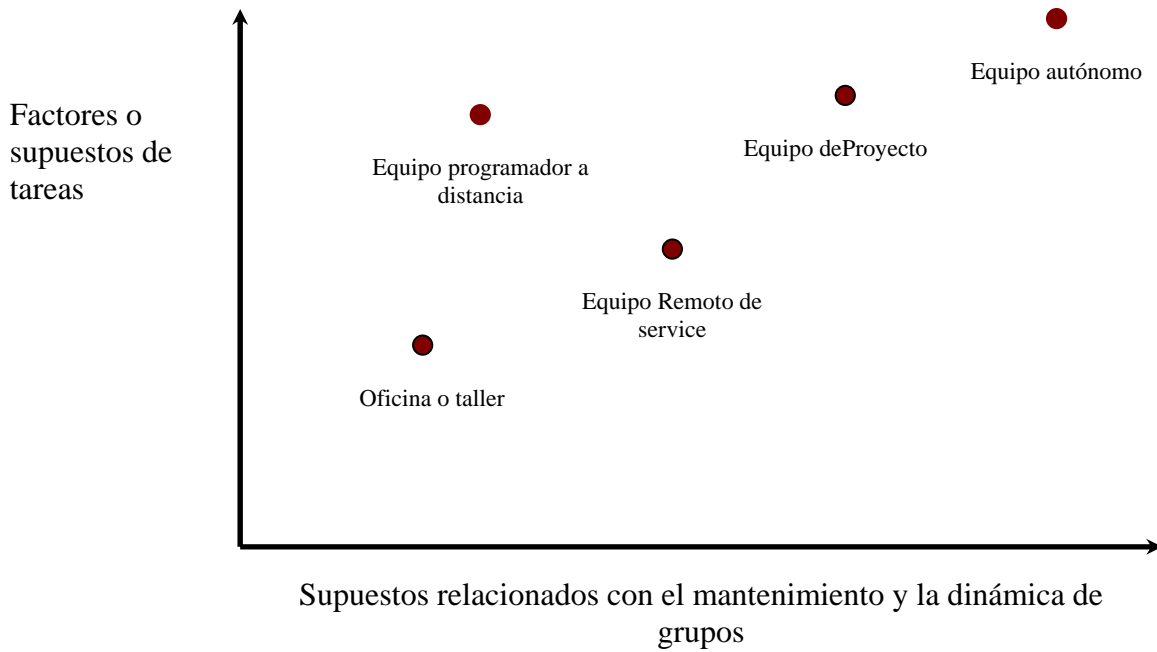 Equipo autónomo
Factores o
supuestos de
tareas
Equipo deProyecto
Equipo programador a
distancia
Equipo Remoto de
service
Oficina o taller
Supuestos relacionados con el mantenimiento y la dinámica de
grupos